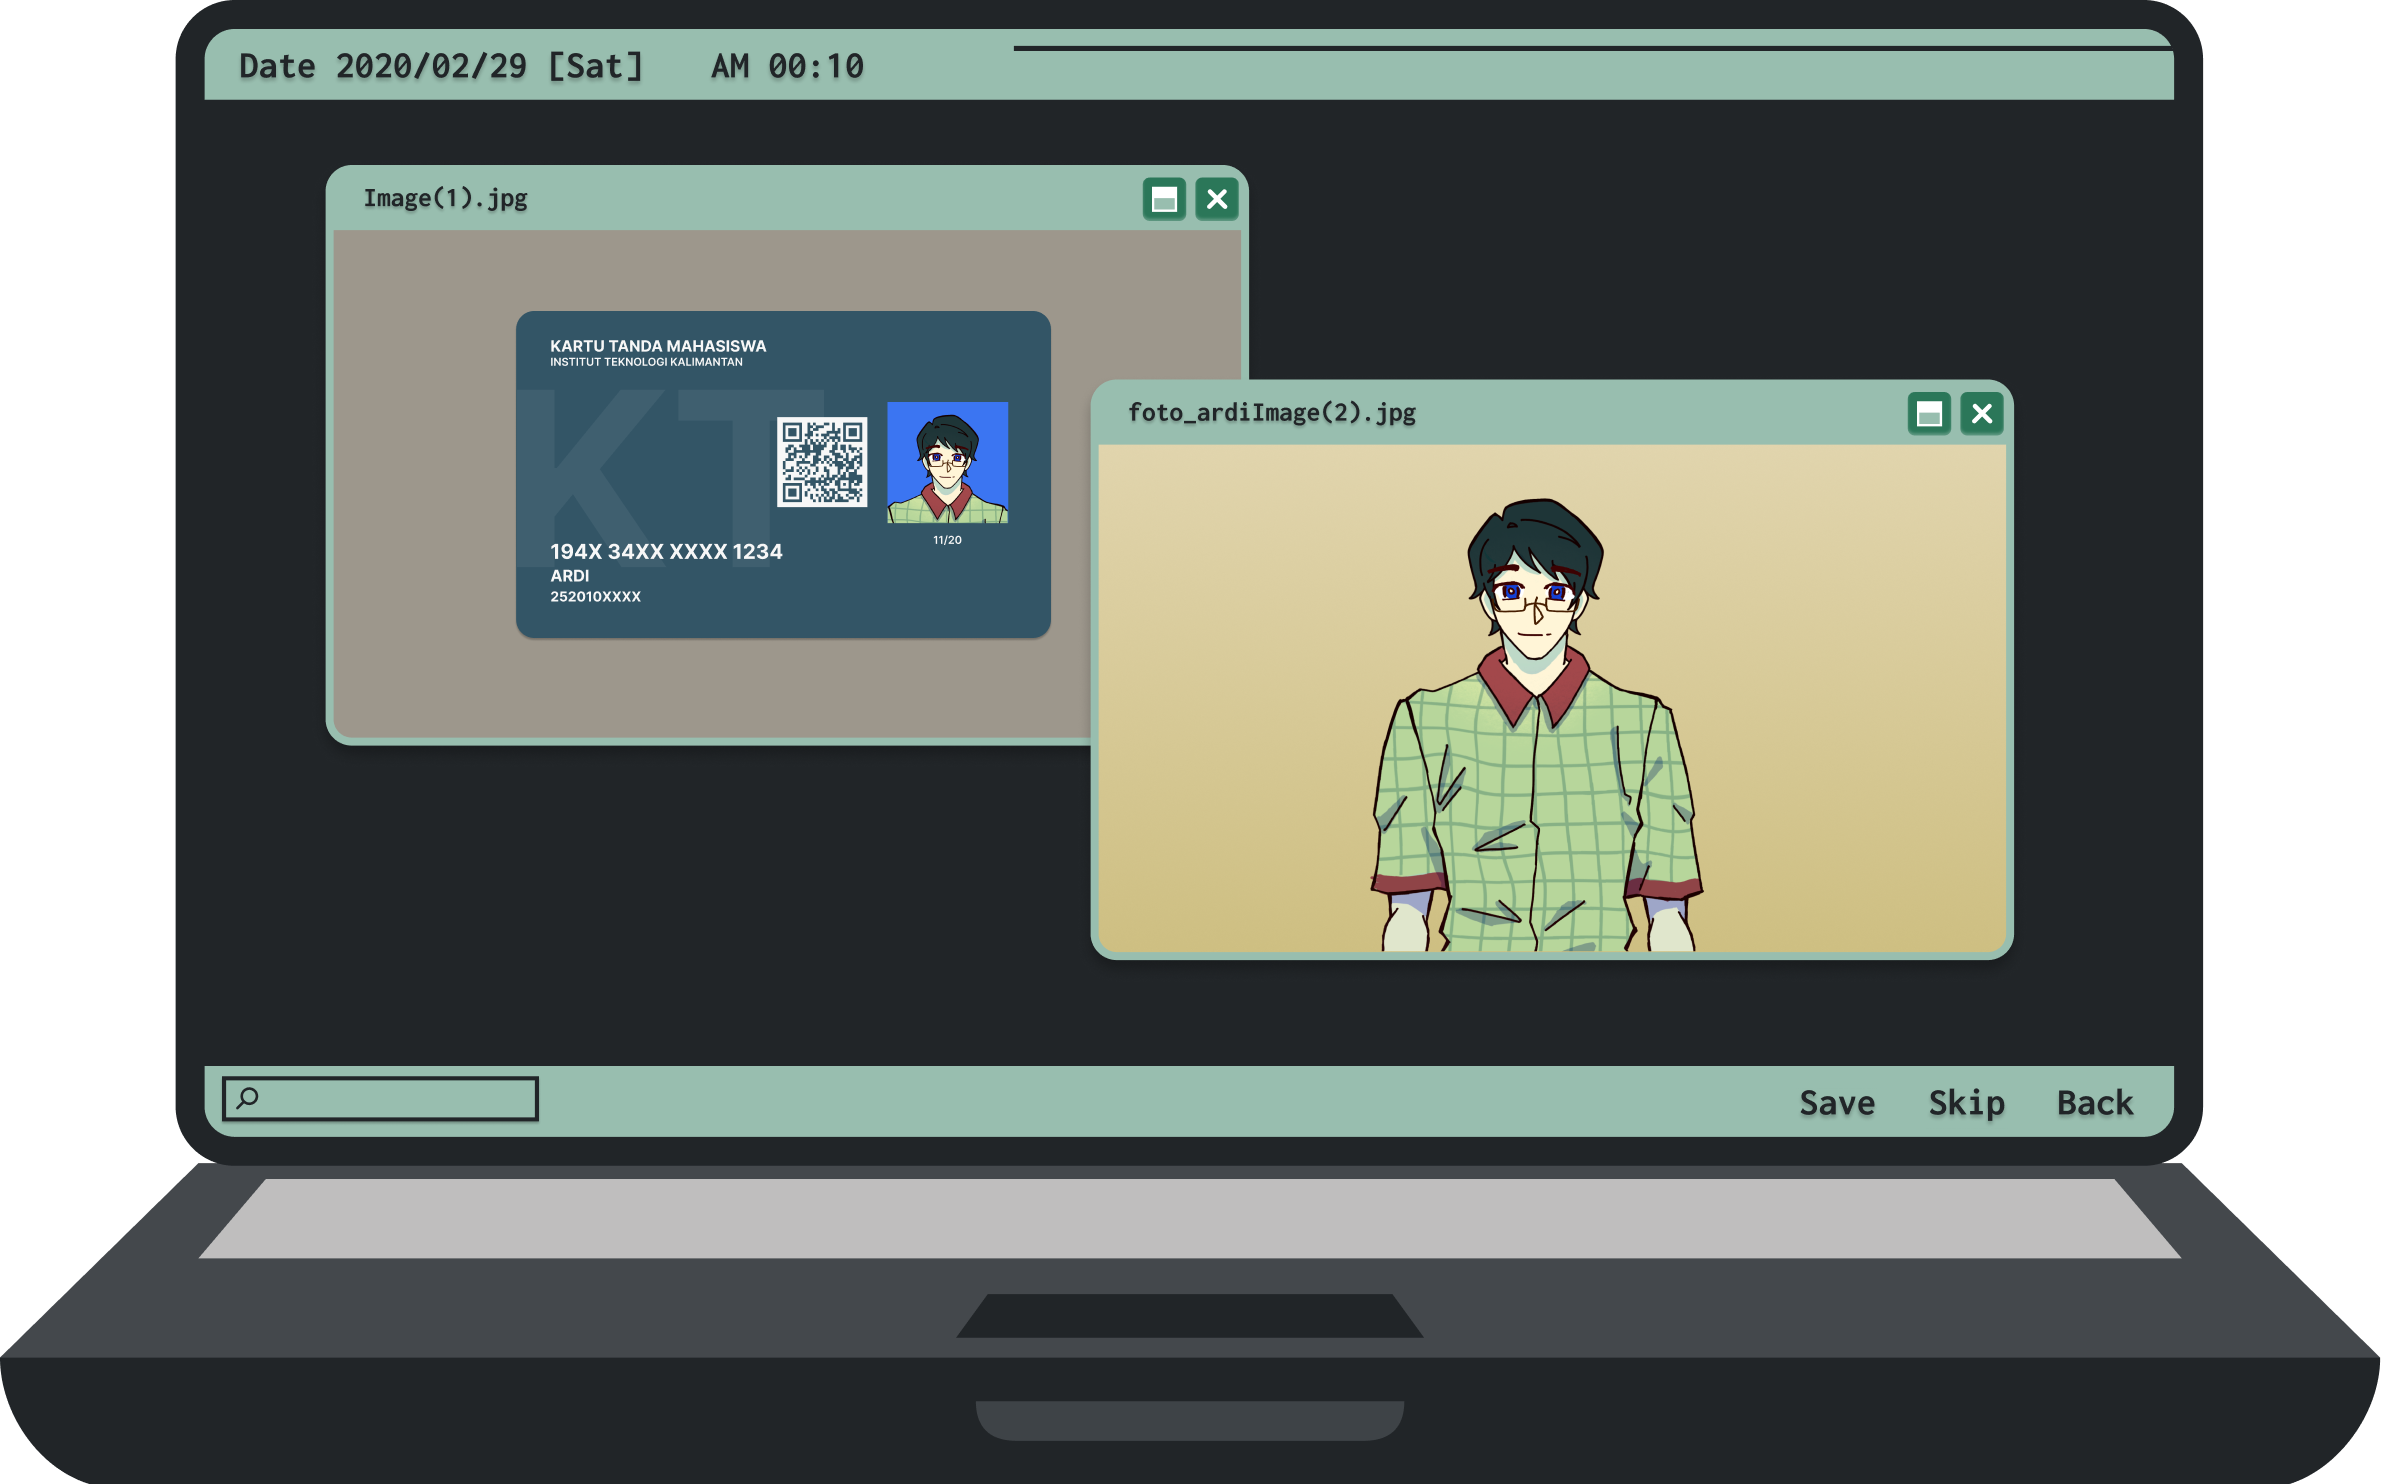 Date 2020/02/29 [Sat] AM 00:10
Image(1).jpg
KARTU TANDA MAHASISWA
INSTITUT TEKNOLOGI KALIMANTAN
KT
11/20
194X 34XX XXXX 1234
ARDI
252010XXXX
foto_ardiImage(2).jpg
Save Skip Back